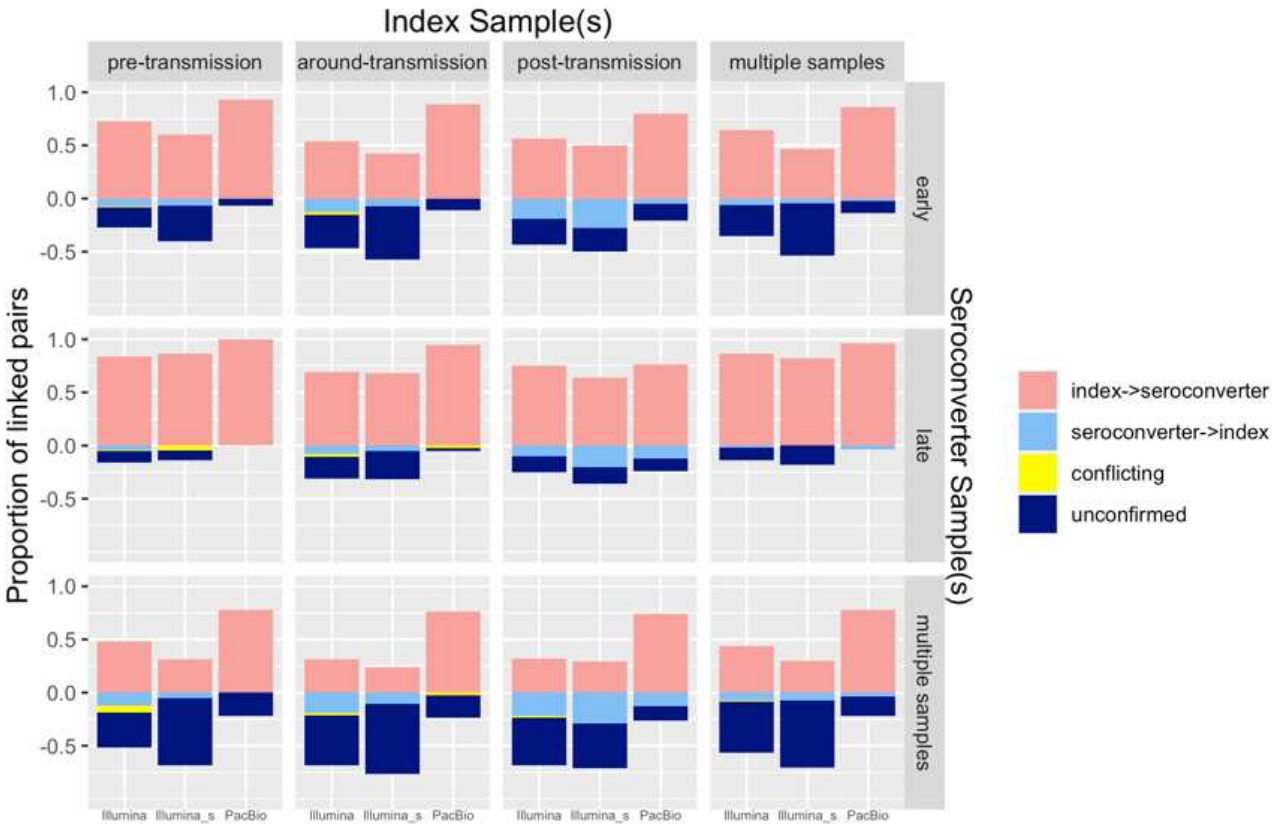 Index Sample(s)
pre-transmission
around-transmission
post-transmission
multiple samples
Proportion of linked pairs
1.0
0.5
0.0
-0.5
early
1.0
0.5
0.0
-0.5
late
1.0
0.5
0.0
-0.5
multiple samples
Seroconverter Sample(s)
Illumina Illumina_s PacBio
Illumina Illumina_s PacBio
Illumina Illumina_s PacBio
Illumina Illumina_s PacBio
index->seroconverter
seroconverter->index
conflicting
unconfirmed